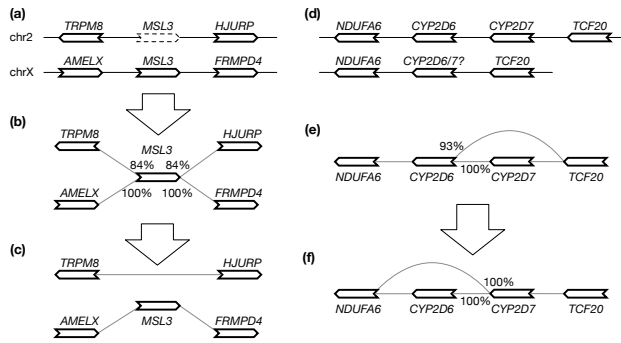 (a)
TRPM8 MSL3 HJURP
chr2
AMELX MSL3 FRMPD4
chrX
(b)
TRPM8 MSL3 HJURP
84% 84%
100% 100%
AMELX FRMPD4
(c)
TRPM8 HJURP
AMELX MSL3 FRMPD4
(d)
NDUFA6 CYP2D6 CYP2D7 TCF20
NDUFA6 CYP2D6/7? TCF20
(e)
93%
100%
NDUFA6 CYP2D6 CYP2D7 TCF20
(f)
100%
100%
NDUFA6 CYP2D6 CYP2D7 TCF20